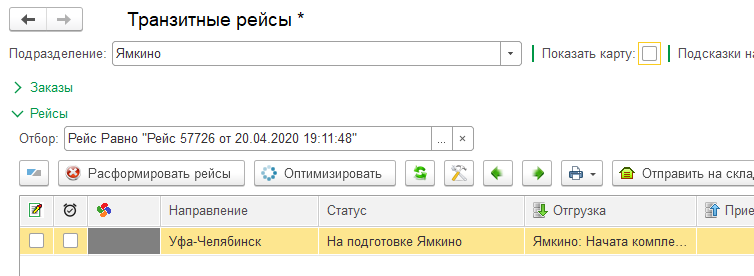 Транзитные рейсы *
Подразделение: Ямкино Показать карту: Подсказки на
Заказы
Рейсы
Отбор: Рейс Равно "Рейс 57726 от 20.04.2020 19:11:48" ... ×
Расформировать рейсы Оптимизировать Отправить на скла
Направление Статус Отгрузка Прие
Уфа-Челябинск На подготовке Ямкино Ямкино: Начата компле...